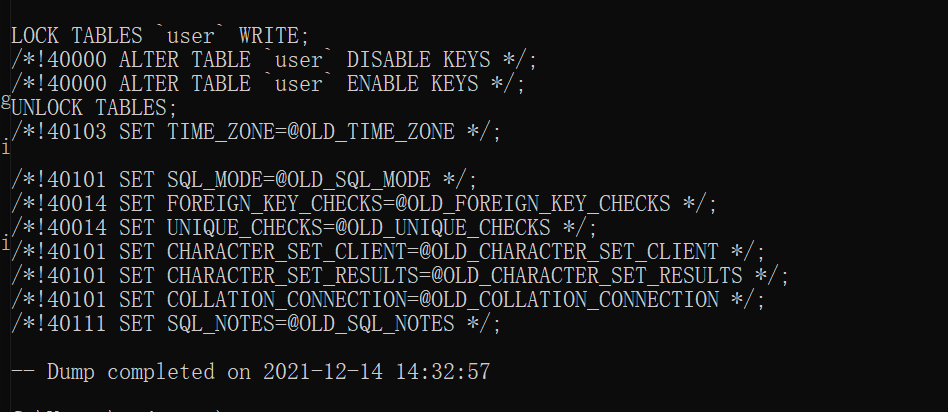 LOCK TABLES `user` WRITE;
/*!40000 ALTER TABLE `user` DISABLE KEYS */;
/*!40000 ALTER TABLE `user` ENABLE KEYS */;
g
UNLOCK TABLES;
/*!40103 SET TIME_ZONE=@OLD_TIME_ZONE */;
i
/*!40101 SET SQL_MODE=@OLD_SQL_MODE */;
/*!40014 SET FOREIGN_KEY_CHECKS=@OLD_FOREIGN_KEY_CHECKS */;
/*!40014 SET UNIQUE_CHECKS=@OLD_UNIQUE_CHECKS */;
i
/*!40101 SET CHARACTER_SET_CLIENT=@OLD_CHARACTER_SET_CLIENT */;
/*!40101 SET CHARACTER_SET_RESULTS=@OLD_CHARACTER_SET_RESULTS */;
/*!40101 SET COLLATION_CONNECTION=@OLD_COLLATION_CONNECTION */;
/*!40111 SET SQL_NOTES=@OLD_SQL_NOTES */;
-- Dump completed on 2021-12-14 14:32:57